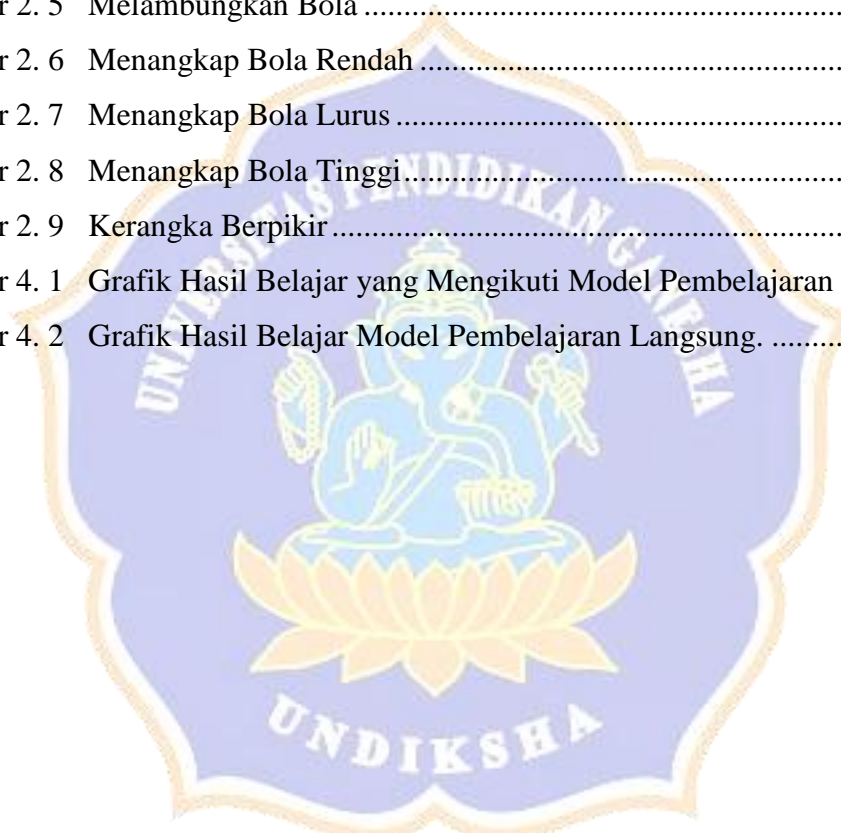 r 2. 5 Melambungkan Bola ................................................................
r 2. 6 Menangkap Bola Rendah ........................................................
r 2. 7 Menangkap Bola Lurus ...........................................................
r 2. 8 Menangkap Bola Tinggi..........................................................
r 2. 9 Kerangka Berpikir ....................................................................
r 4. 1 Grafik Hasil Belajar yang Mengikuti Model Pembelajaran
r 4. 2 Grafik Hasil Belajar Model Pembelajaran Langsung. .........
UNIVERSITAS PENDIDIKAN GANESHA
UNDIKSHA